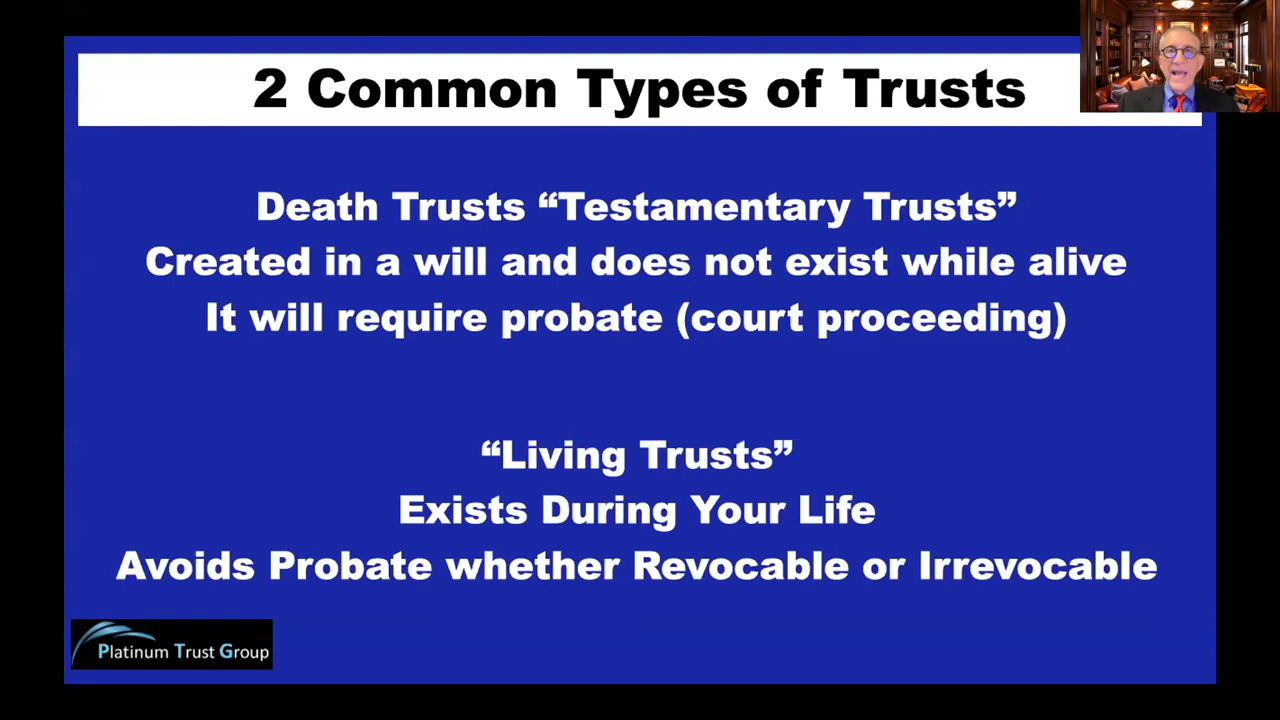 2 Common Types of Trusts
Death Trusts “Testamentary Trusts”
Created in a will and does not exist while alive
It will require probate (court proceeding)
“Living Trusts”
Exists During Your Life
Avoids Probate whether Revocable or Irrevocable
Platinum Trust Group